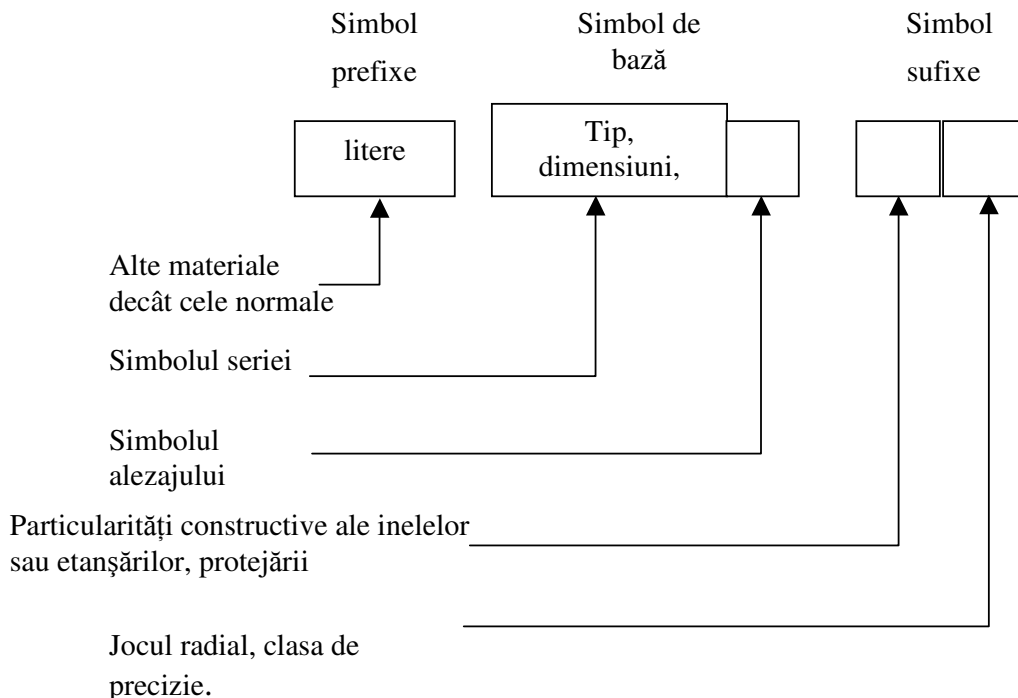 Simbol
prefixe
Simbol de
bază
Simbol
sufixe
litere
Tip,
dimensiuni,
Alte materiale
decât cele normale
Simbolul seriei
Simbolul
alezajului
Particularități constructive ale inelelor
sau etanşărilor, protejării
Jocul radial, clasa de
precizie.